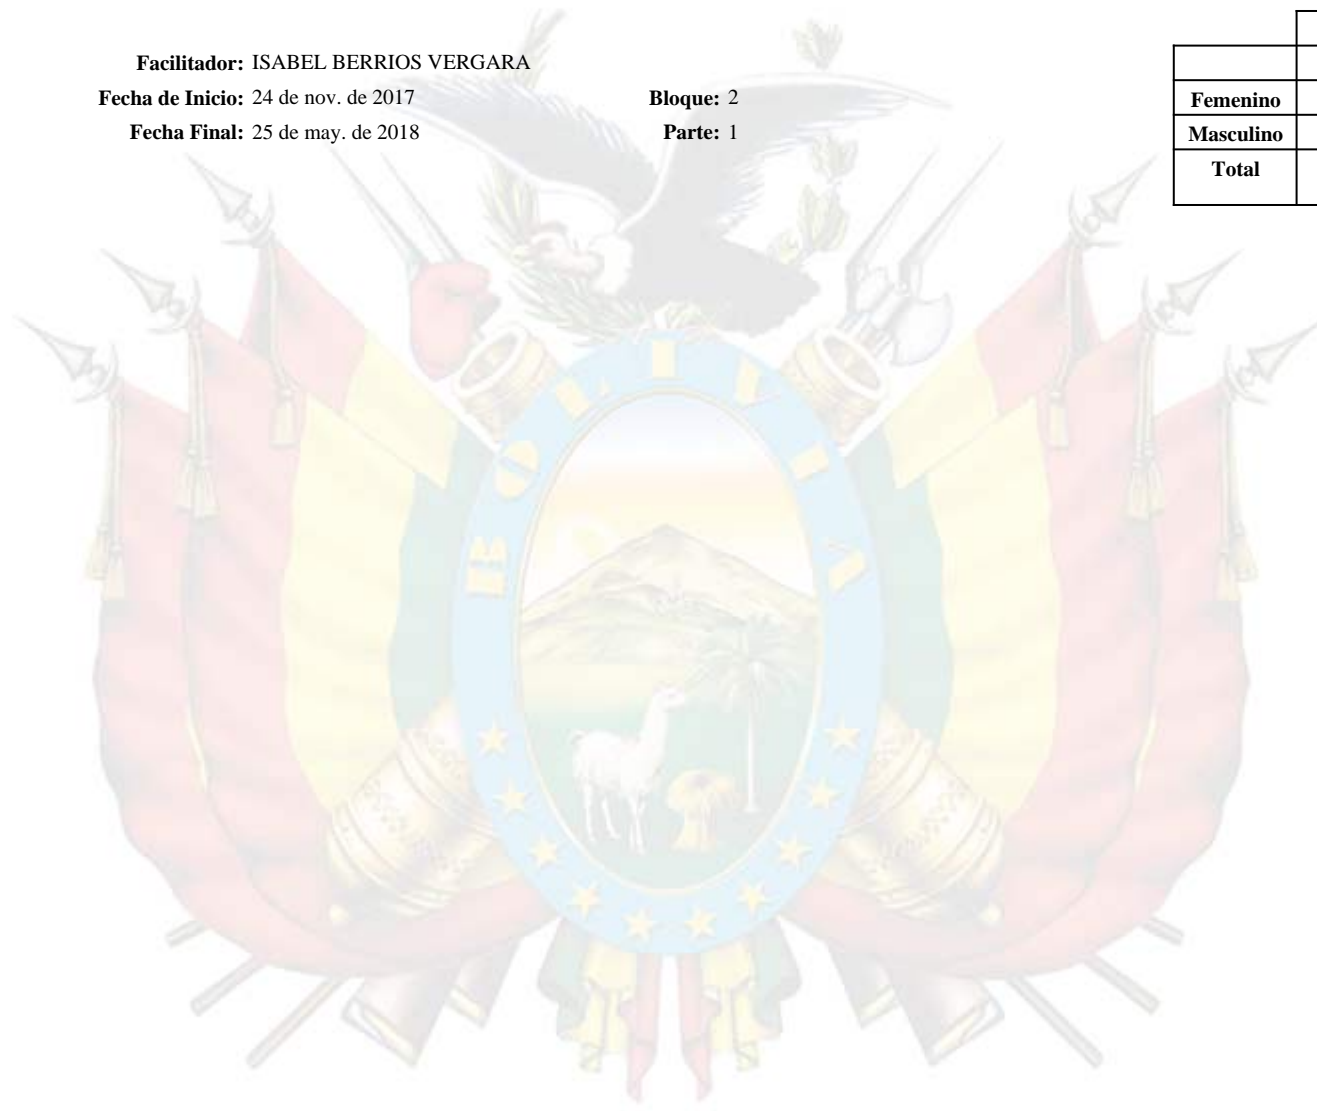 Facilitador: ISABEL BERRIOS VERGARA
Fecha de Inicio: 24 de nov. de 2017 Bloque: 2
Fecha Final: 25 de may. de 2018 Parte: 1
Femenino
Masculino
Total
BOLIVIA